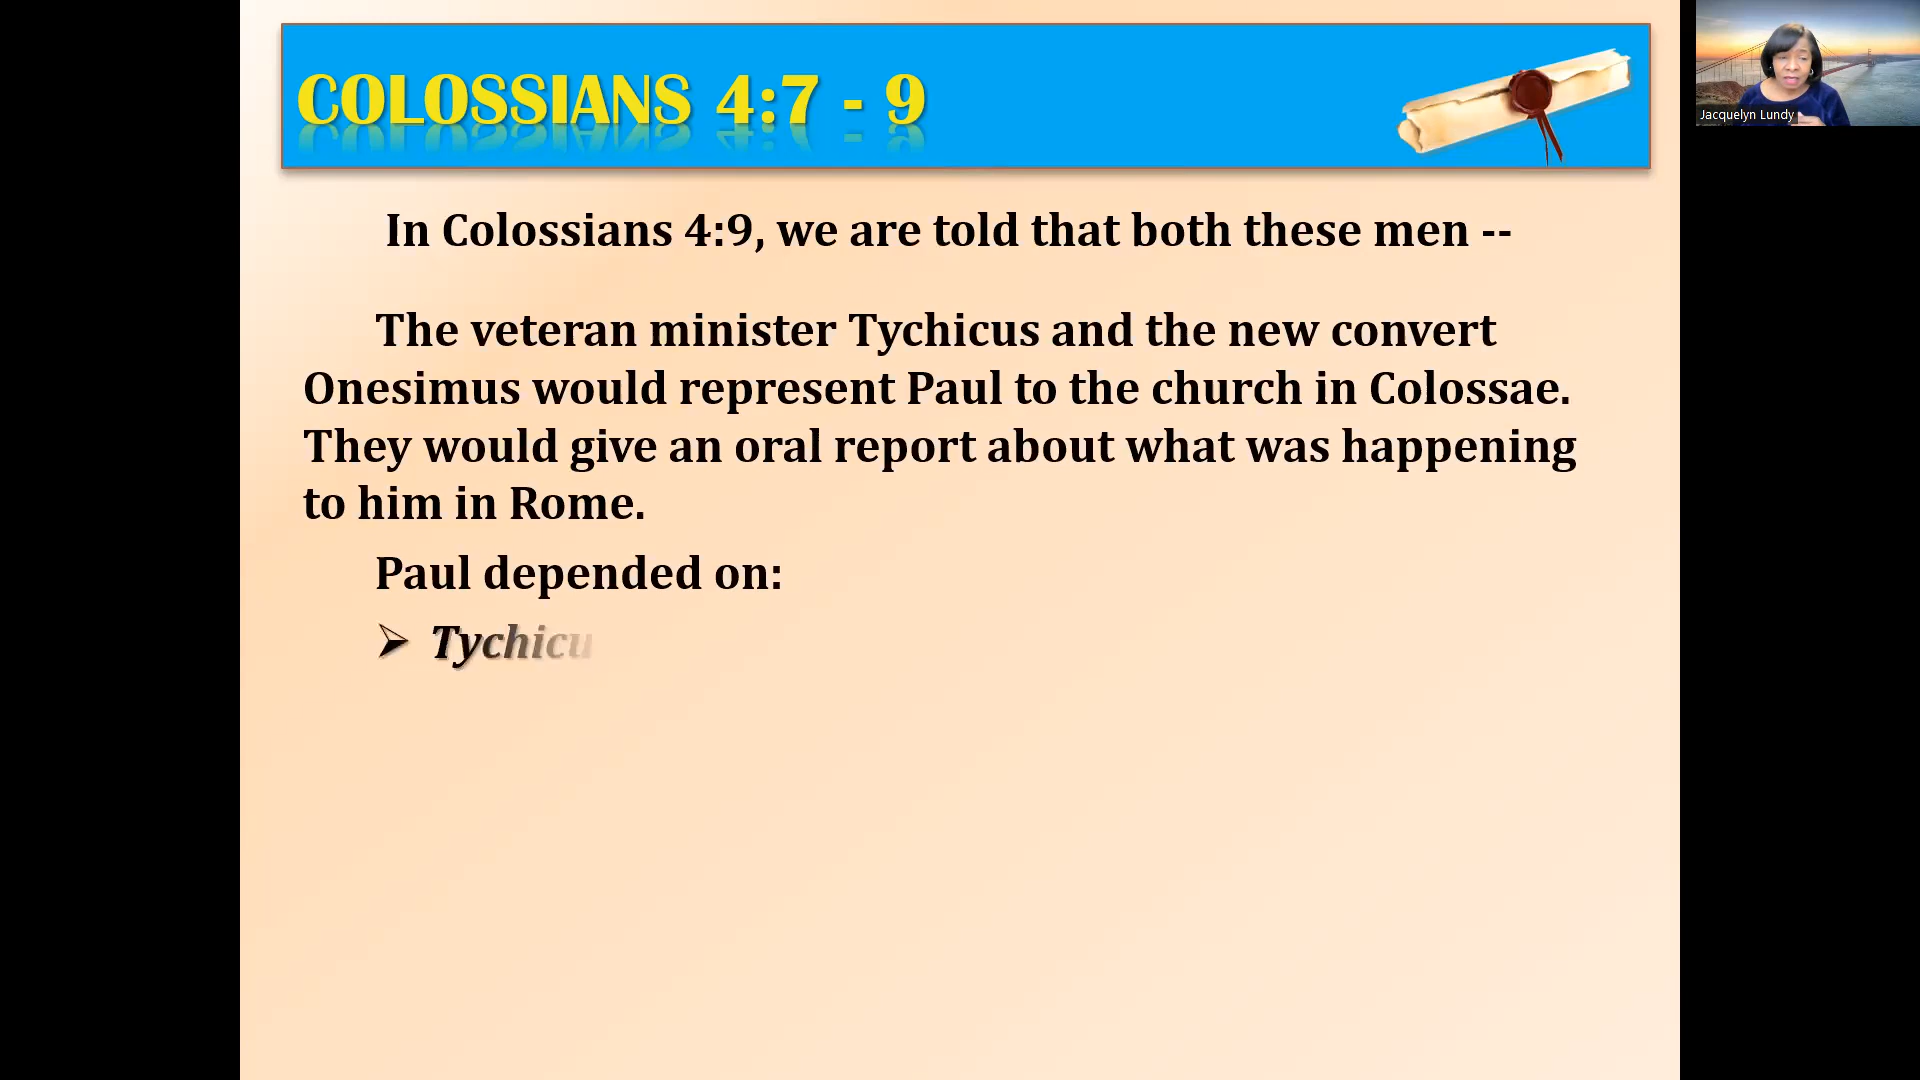 COLOSSIANS 4:7 - 9
Jacquelyn Lundy
In Colossians 4:9, we are told that both these men --
The veteran minister Tychicus and the new convert
Onesimus would represent Paul to the church in Colossae.
They would give an oral report about what was happening
to him in Rome.
Paul depended on:
➢ Tychicu